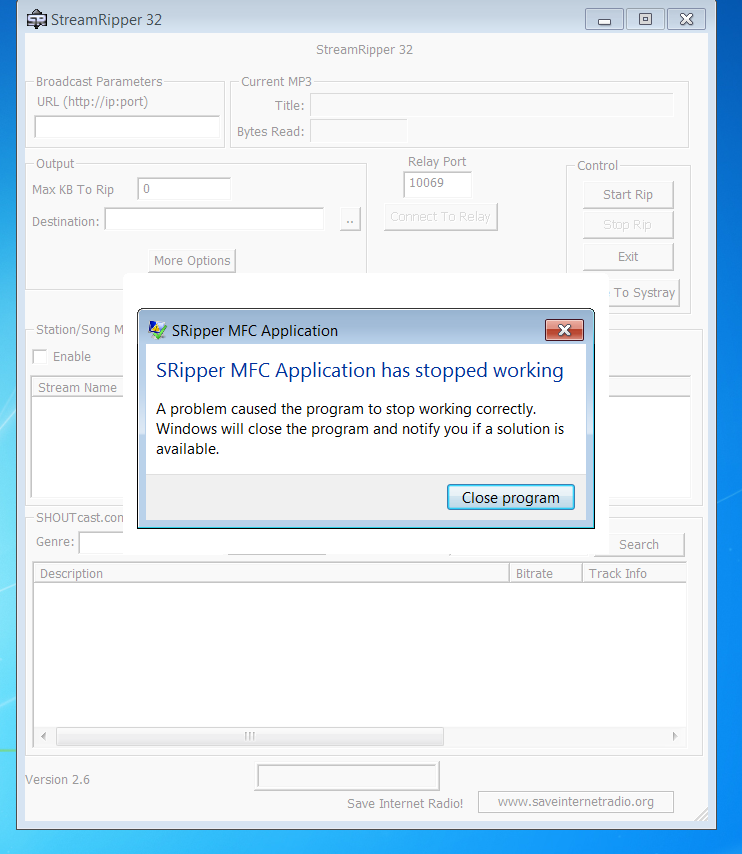 StreamRipper 32
StreamRipper 32
Broadcast Parameters
URL (http://ip:port)
Current MP3
Title:
Bytes Read:
Output
Max KB To Rip 0
Destination:
..
More Options
Relay Port
10069
Connect To Relay
Control
Start Rip
Stop Rip
Exit
To Systray
Station/Song M
Enable
Stream Name
SRipper MFC Application
SRipper MFC Application has stopped working
A problem caused the program to stop working correctly.
Windows will close the program and notify you if a solution is
available.
Close program
SHOUTcast.con
Genre:
Search
Description Bitrate Track Info
Version 2.6
Save Internet Radio! www.saveinternetradio.org